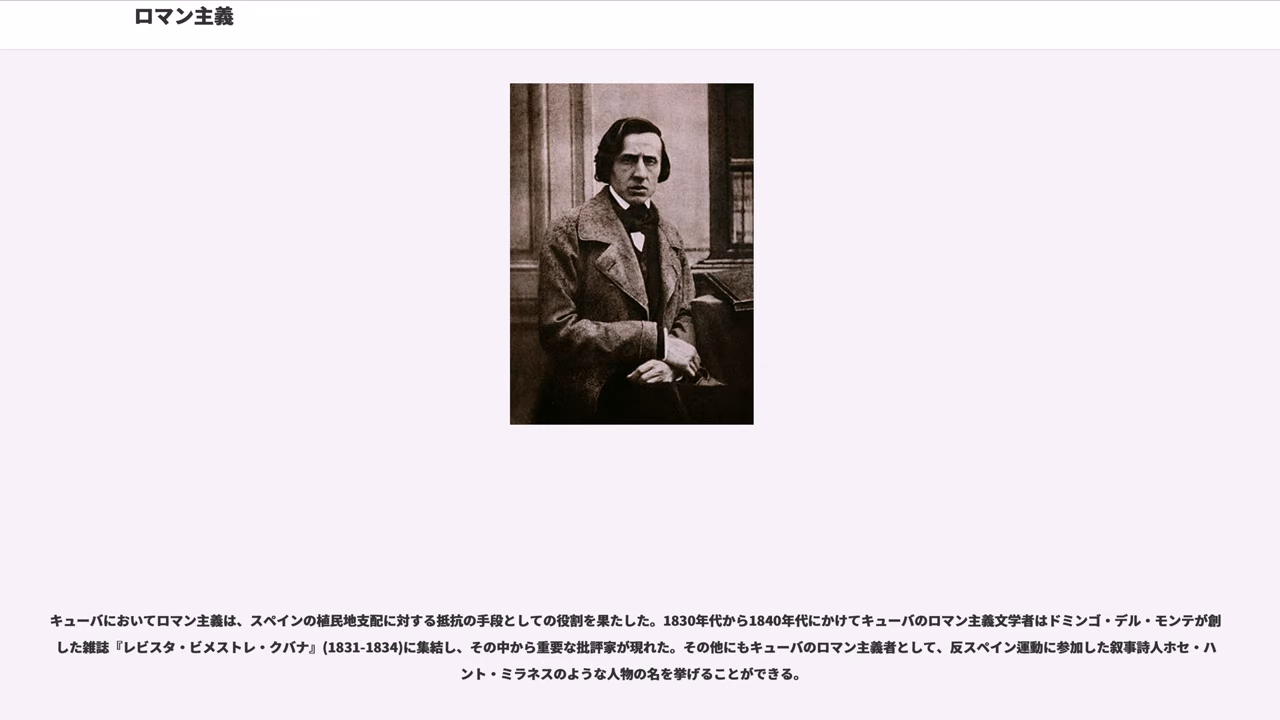 ロマン主義
キューバにおいてロマン主義は、スペインの植民地支配に対する抵抗の手段としての役割を果たした。1830年代から1840年代にかけてキューバのロマン主義文学者はドミンゴ・デル・モンテが創
した雑誌『レビスタ・ビメストレ・クバナ』(1831-1834)に集結し、その中から重要な批評家が現れた。その他にもキューバのロマン主義者として、反スペイン運動に参加した叙事詩人ホセ・ハ
ント・ミラネスのような人物の名を挙げることができる。